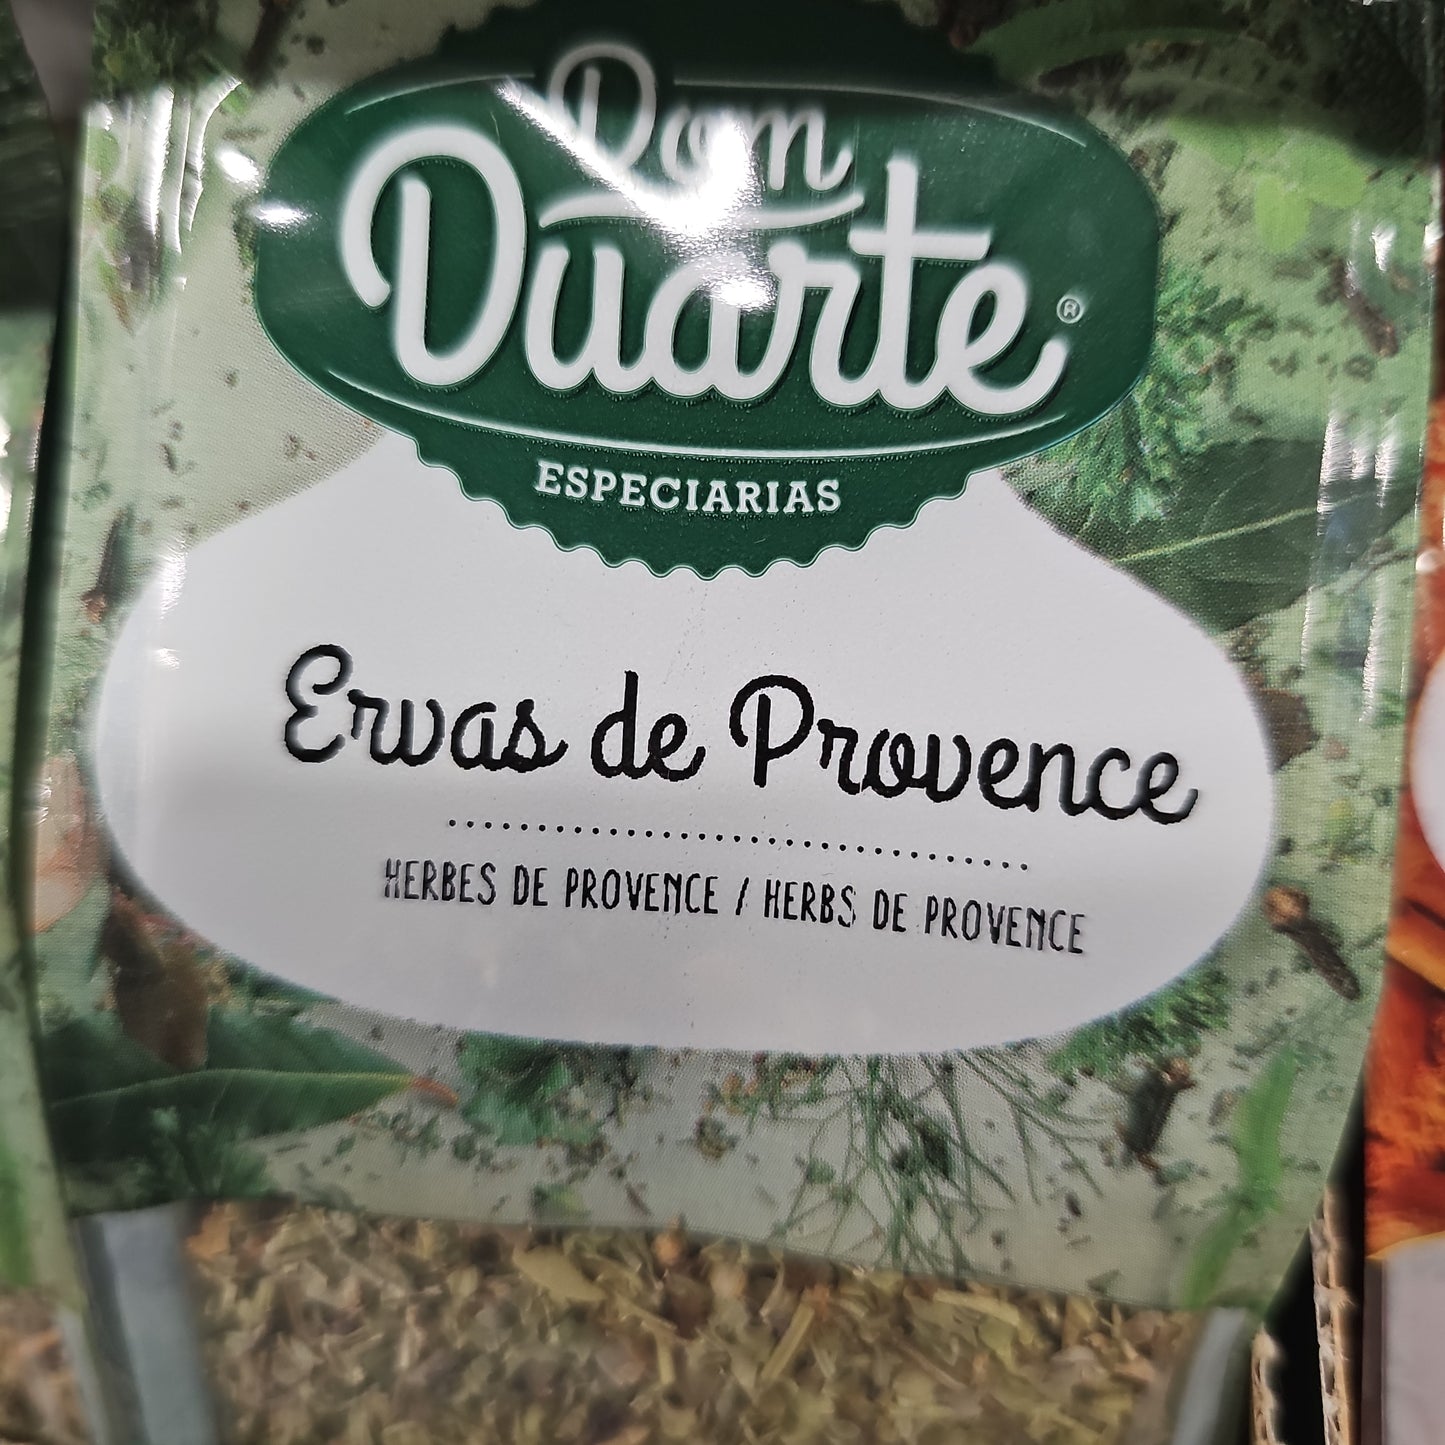 Dom
Duarte®
ESPECIARIAS
Ervas de Provence
HERBES DE PROVENCE / HERBS DE PROVENCE